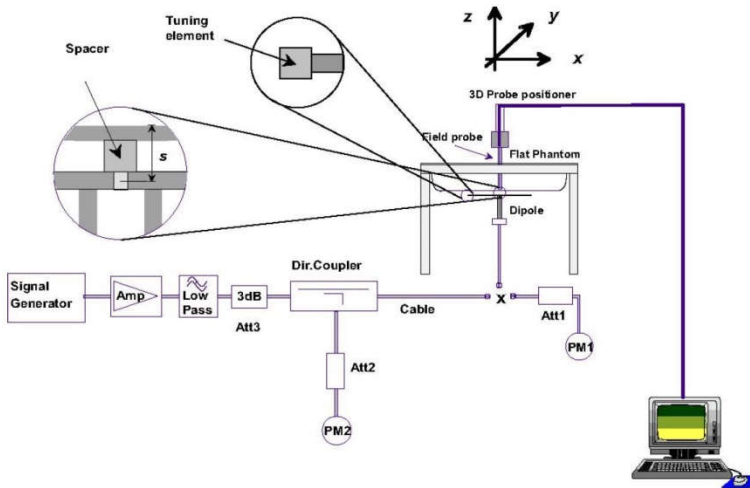 Tuning
element
Spacer
s
z
y
x
3D Probe positioner
Field probe
Flat Phantom
Dipole
Signal
Generator
Amp
Low
Pass
3dB
Att3
Dir.Coupler
Cable
x
Att1
PM1
Att2
PM2